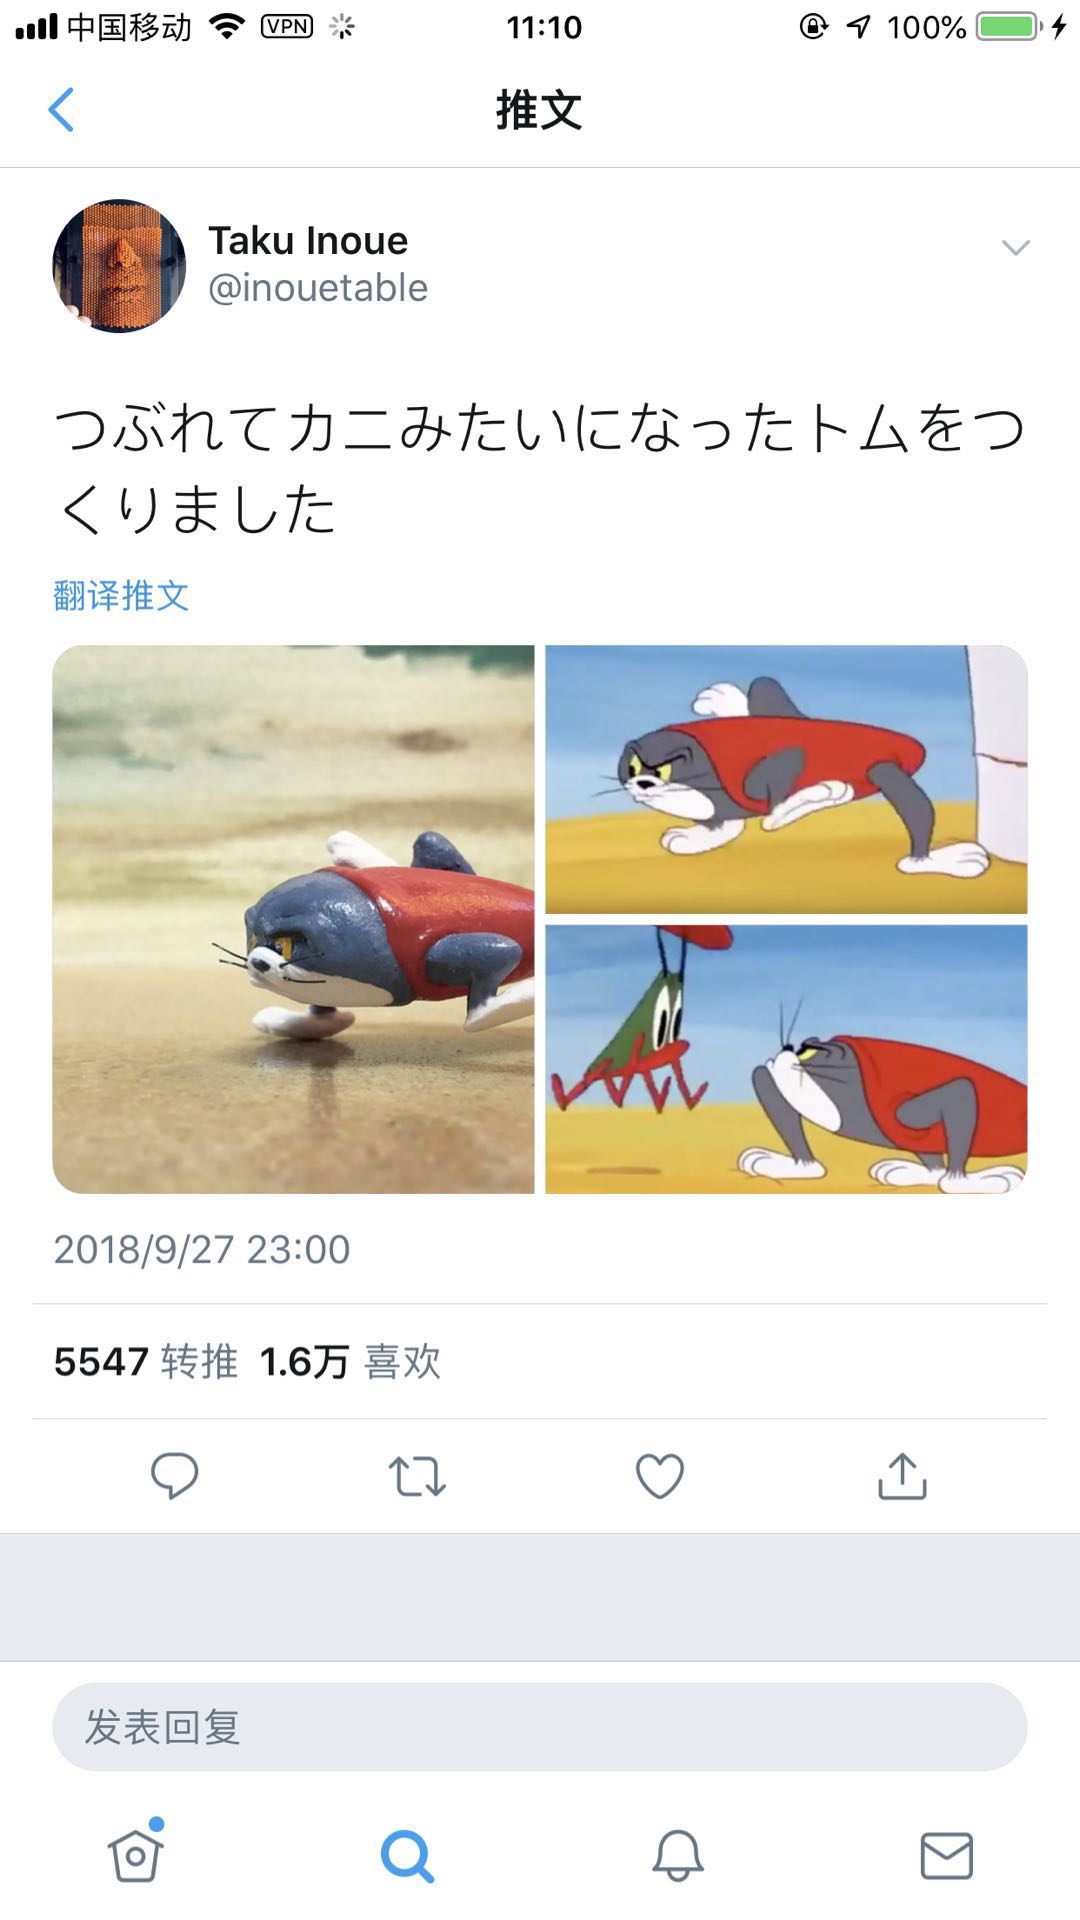 中国移动 VPN 11:10 100%
推文
Taku Inoue
@inouetable
つぶれてカニみたいになったトムをつ
くりました
翻译推文
2018/9/27 23:00
5547 转推 1.6万 喜欢
发表回复